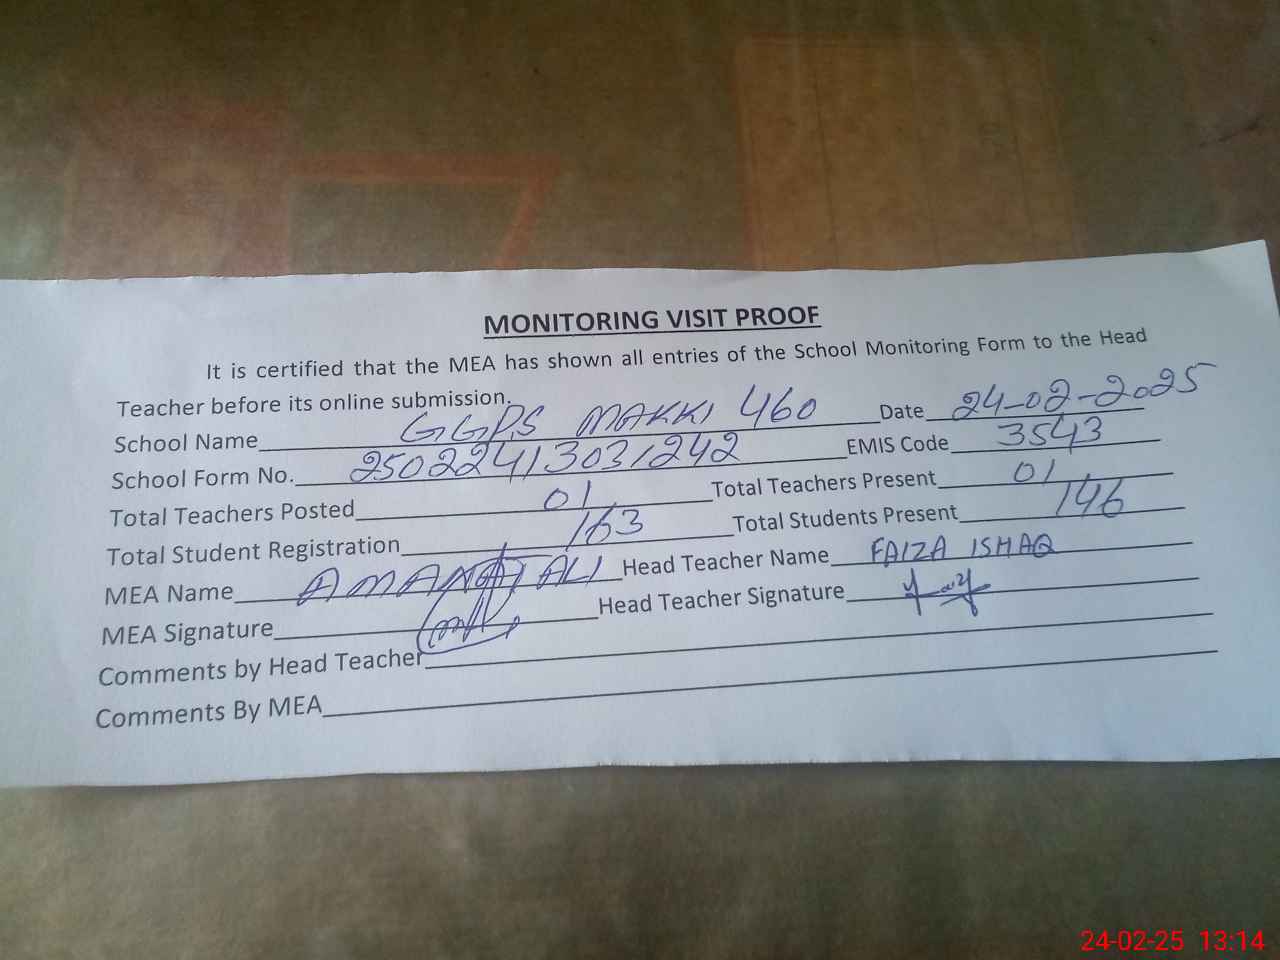 MONITORING VISIT PROOF
It is certified that the MEA has shown all entries of the School Monitoring Form to the Head
Teacher before its online submission.
School Name GGPS MAKKI 460 Date 24-02-2025
School Form No. 25022413031242 EMIS Code 3543
Total Teachers Posted 01 Total Teachers Present 01
Total Student Registration 163 Total Students Present 146
MEA Name AMANAT ALI Head Teacher Name FAIZA ISHAQ
MEA Signature Head Teacher Signature
Comments by Head Teacher
Comments By MEA
24-02-25 13:14